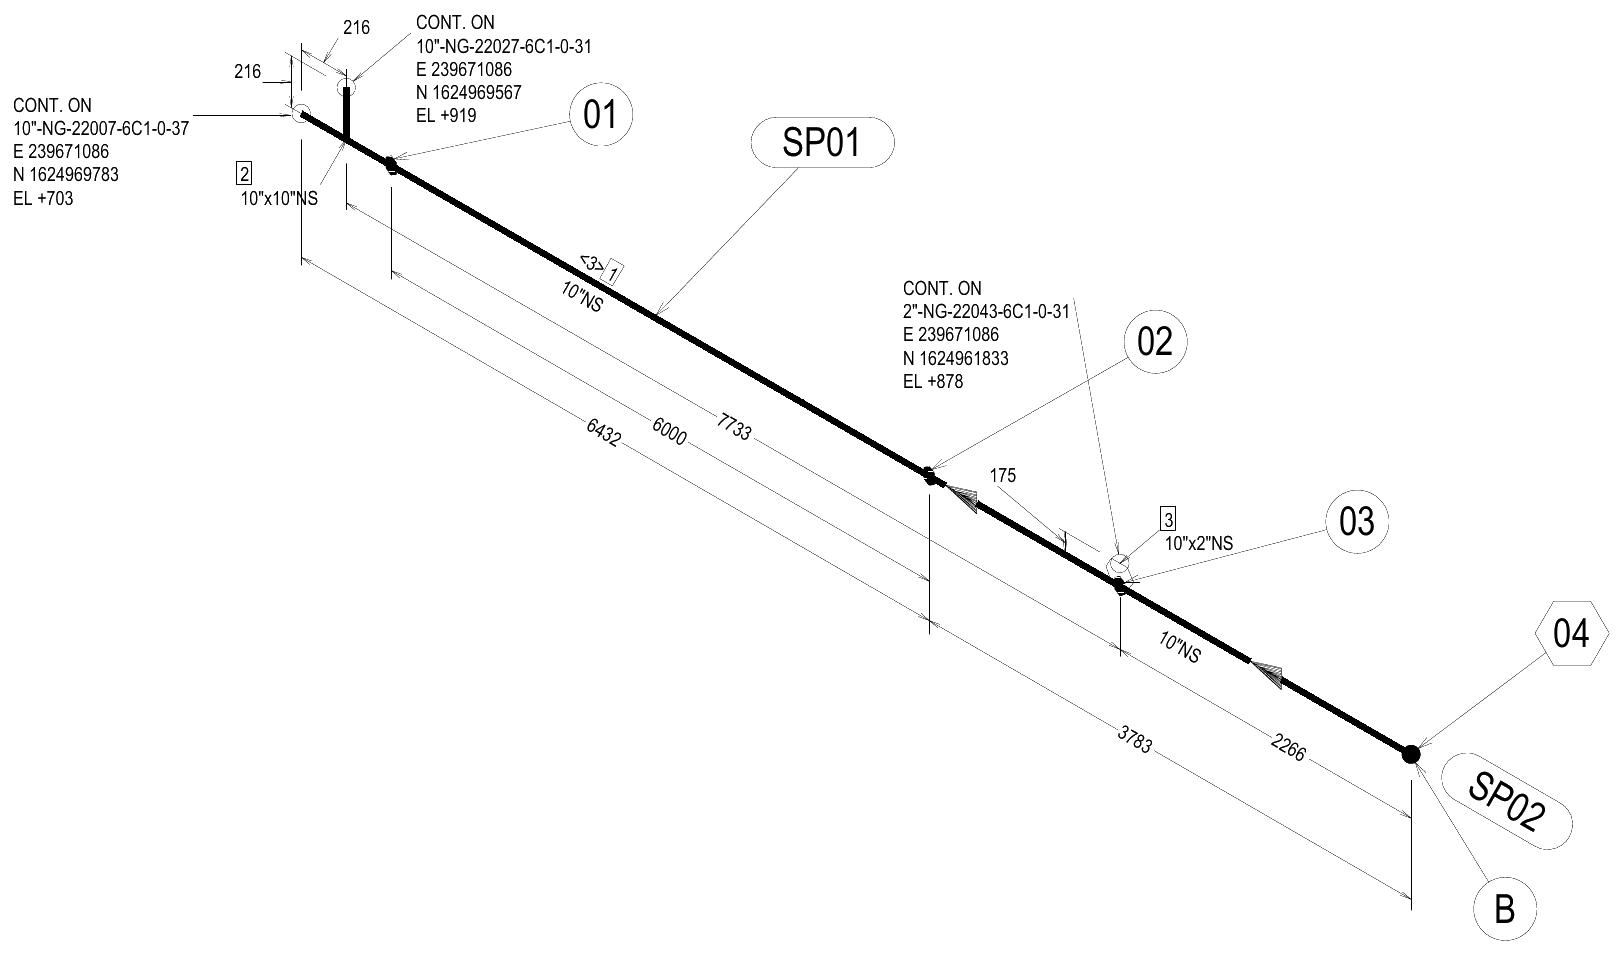 216
CONT. ON
10"-NG-22027-6C1-0-31
E 239671086
N 1624969567
EL +919
216
CONT. ON
10"-NG-22007-6C1-0-37
E 239671086
N 1624969783
EL +703
01
SP01
2
10"x10"NS
<3> 1
10"NS
CONT. ON
2"-NG-22043-6C1-0-31
E 239671086
N 1624961833
EL +878
02
7733
6000
6432
175
3
10"x2"NS
03
10"NS
04
3783
2266
SP02
B